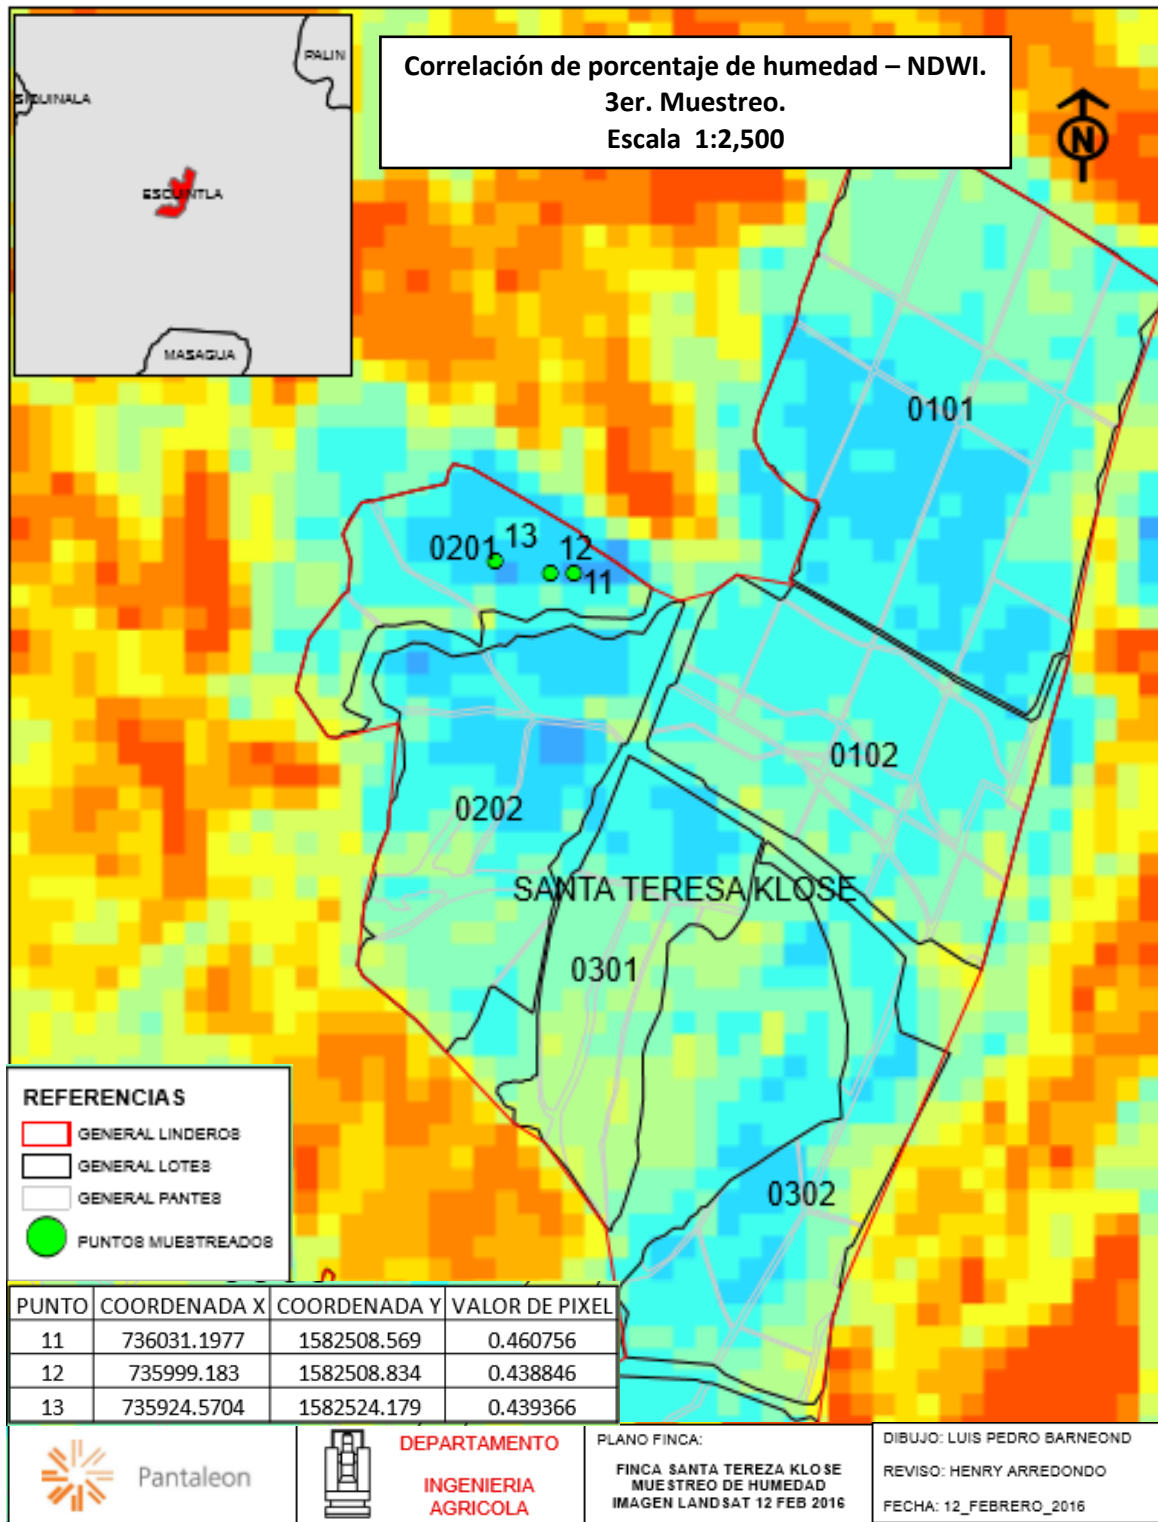 Correlación de porcentaje de humedad – NDWI.
3er. Muestreo.
Escala 1:2,500
PALIN
SIQUINALA
ESCUINTLA
MASAGUA
N
0101
0201
13
12
11
0102
0202
SANTA TERESA KLOSE
0301
0302
REFERENCIAS
GENERAL LINDEROS
GENERAL LOTES
GENERAL PANTES
PUNTOS MUESTREADOS
PUNTO COORDENADA X COORDENADA Y VALOR DE PIXEL
11 736031.1977 1582508.569 0.460756
12 735999.183 1582508.834 0.438846
13 735924.5704 1582524.179 0.439366
Pantaleon
DEPARTAMENTO
INGENIERIA
AGRICOLA
PLANO FINCA:
FINCA SANTA TEREZA KLOSE
MUESTREO DE HUMEDAD
IMAGEN LANDSAT 12 FEB 2016
DIBUJO: LUIS PEDRO BARNEOND
REVISO: HENRY ARREDONDO
FECHA: 12_FEBRERO_2016